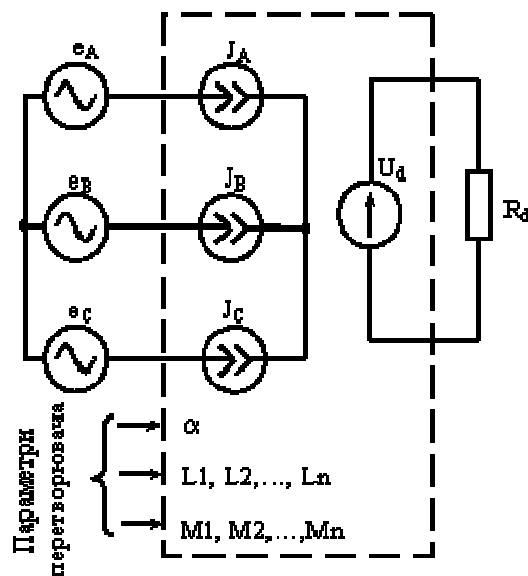 eA
JA
eB
JB
Ud
Rd
eC
JC
Параметри
перетворювача
α
L1, L2,..., Ln
M1, M2,...,Mn